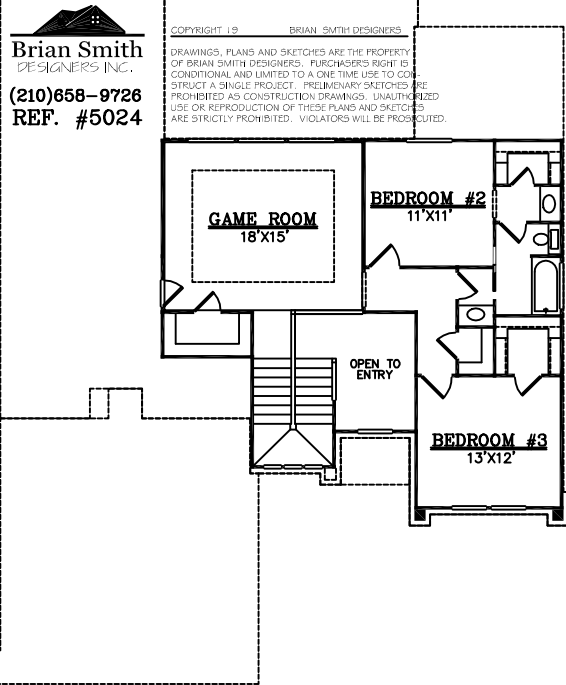 Brian Smith
DESIGNERS INC.
(210)658-9726
REF. #5024
COPYRIGHT 19 BRIAN SMITH DESIGNERS
DRAWINGS, PLANS AND SKETCHES ARE THE PROPERTY
OF BRIAN SMITH DESIGNERS. PURCHASERS RIGHT IS
CONDITIONAL AND LIMITED TO A ONE TIME USE TO CON-
STRUCT A SINGLE PROJECT. PRELIMENARY SKETCHES ARE
PROHIBITED AS CONSTRUCTION DRAWINGS. UNAUTHORIZED
USE OR REPRODUCTION OF THESE PLANS AND SKETCHES
ARE STRICTLY PROHIBITED. VIOLATORS WILL BE PROSECUTED.
BEDROOM #2
11'X11'
GAME ROOM
18'X15'
OPEN TO
ENTRY
BEDROOM #3
13'X12'